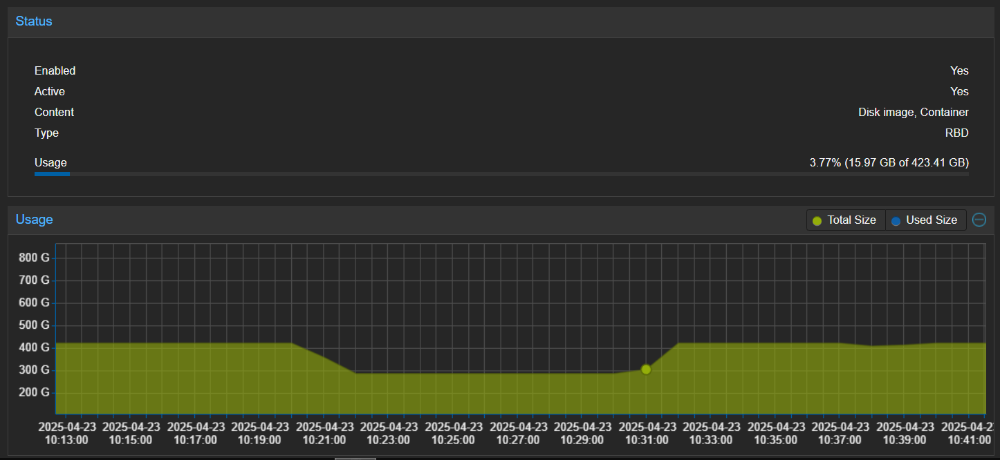 Status
Enabled Yes
Active Yes
Content Disk image, Container
Type RBD
Usage 3.77% (15.97 GB of 423.41 GB)
Usage Total Size Used Size
800 G
700 G
600 G
500 G
400 G
300 G
200 G
2025-04-23 2025-04-23 2025-04-23 2025-04-23 2025-04-23 2025-04-23 2025-04-23 2025-04-23 2025-04-23 2025-04-23 2025-04-23 2025-04-23 2025-04-23 2025-04-23 2025-04-2
10:13:00 10:15:00 10:17:00 10:19:00 10:21:00 10:23:00 10:25:00 10:27:00 10:29:00 10:31:00 10:33:00 10:35:00 10:37:00 10:39:00 10:41:00